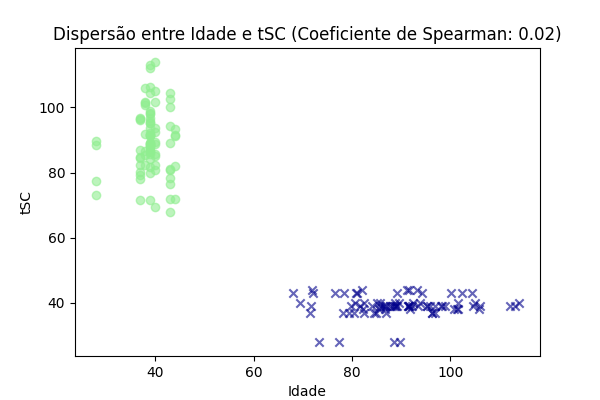 Dispersão entre Idade e tSC (Coeficiente de Spearman: 0.02)
100
80
60
40
tSC
40 60 80 100
Idade